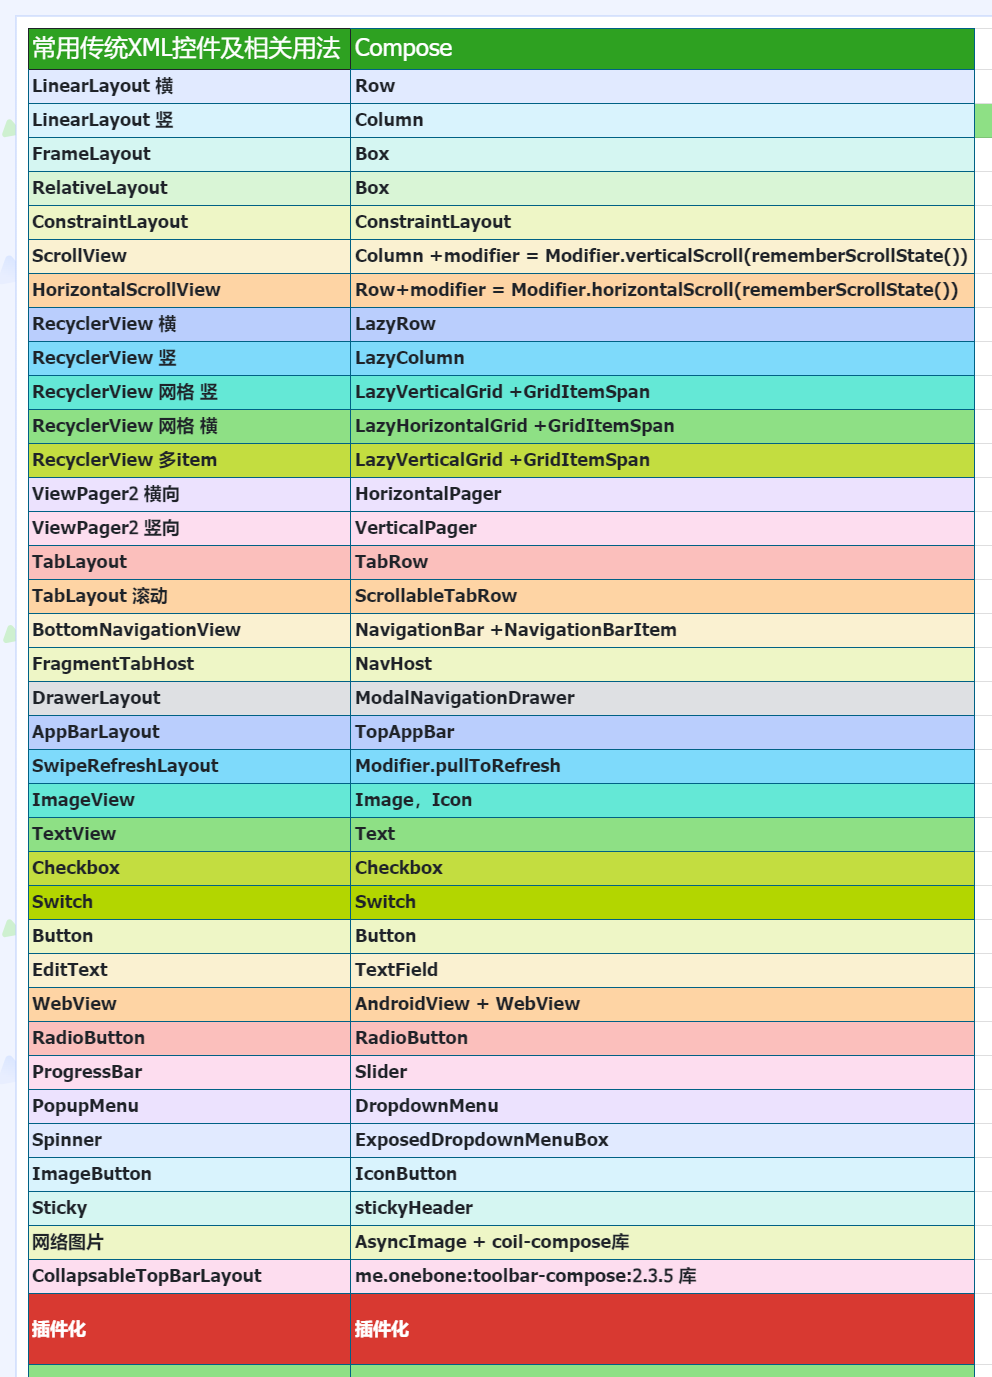 常用传统XML控件及相关用法 Compose
LinearLayout 横 Row
LinearLayout 竖 Column
FrameLayout Box
RelativeLayout Box
ConstraintLayout ConstraintLayout
ScrollView Column +modifier = Modifier.verticalScroll(rememberScrollState())
HorizontalScrollView Row+modifier = Modifier.horizontalScroll(rememberScrollState())
RecyclerView 横 LazyRow
RecyclerView 竖 LazyColumn
RecyclerView 网格 竖 LazyVerticalGrid +GridItemSpan
RecyclerView 网格 横 LazyHorizontalGrid +GridItemSpan
RecyclerView 多item LazyVerticalGrid +GridItemSpan
ViewPager2 横向 HorizontalPager
ViewPager2 竖向 VerticalPager
TabLayout TabRow
TabLayout 滚动 ScrollableTabRow
BottomNavigationView NavigationBar +NavigationBarItem
FragmentTabHost NavHost
DrawerLayout ModalNavigationDrawer
AppBarLayout TopAppBar
SwipeRefreshLayout Modifier.pullToRefresh
ImageView Image，Icon
TextView Text
Checkbox Checkbox
Switch Switch
Button Button
EditText TextField
WebView AndroidView + WebView
RadioButton RadioButton
ProgressBar Slider
PopupMenu DropdownMenu
Spinner ExposedDropdownMenuBox
ImageButton IconButton
Sticky stickyHeader
网络图片 AsyncImage + coil-compose库
CollapsableTopBarLayout me.onebone:toolbar-compose:2.3.5 库
插件化 插件化